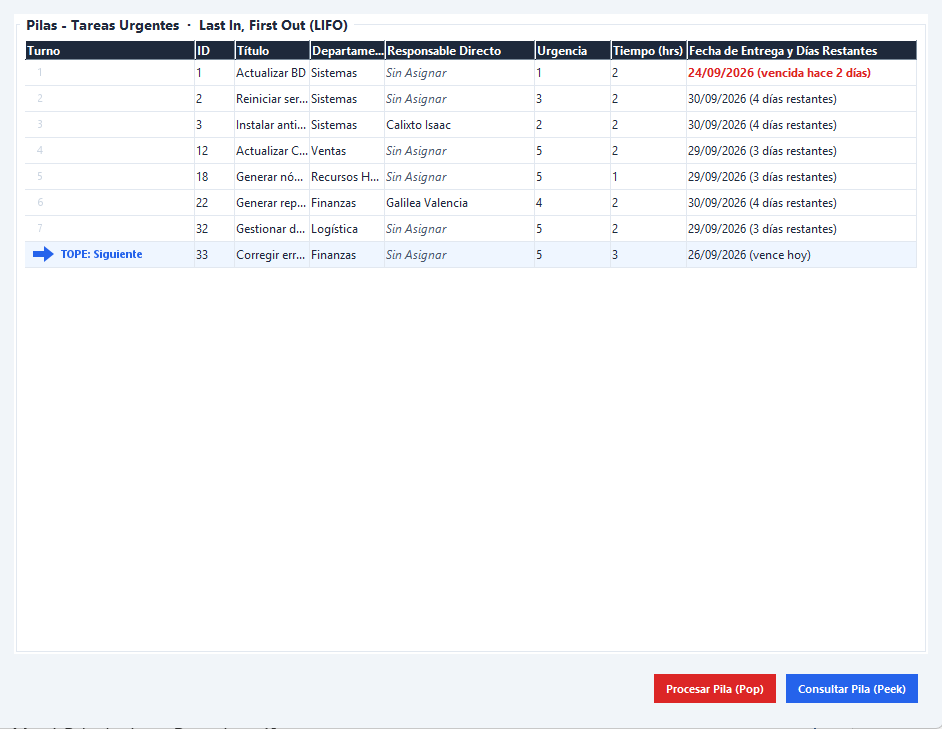 Pilas - Tareas Urgentes · Last In, First Out (LIFO)
Turno ID Título Departame... Responsable Directo Urgencia Tiempo (hrs) Fecha de Entrega y Días Restantes
1 1 Actualizar BD Sistemas Sin Asignar 1 2 24/09/2026 (vencida hace 2 días)
2 2 Reiniciar ser... Sistemas Sin Asignar 3 2 30/09/2026 (4 días restantes)
3 3 Instalar anti... Sistemas Calixto Isaac 2 2 30/09/2026 (4 días restantes)
4 12 Actualizar C... Ventas Sin Asignar 5 2 29/09/2026 (3 días restantes)
5 18 Generar nó... Recursos H... Sin Asignar 5 1 29/09/2026 (3 días restantes)
6 22 Generar rep... Finanzas Galilea Valencia 4 2 30/09/2026 (4 días restantes)
7 32 Gestionar d... Logística Sin Asignar 5 2 29/09/2026 (3 días restantes)
TOPE: Siguiente 33 Corregir err... Finanzas Sin Asignar 5 3 26/09/2026 (vence hoy)
Procesar Pila (Pop) Consultar Pila (Peek)